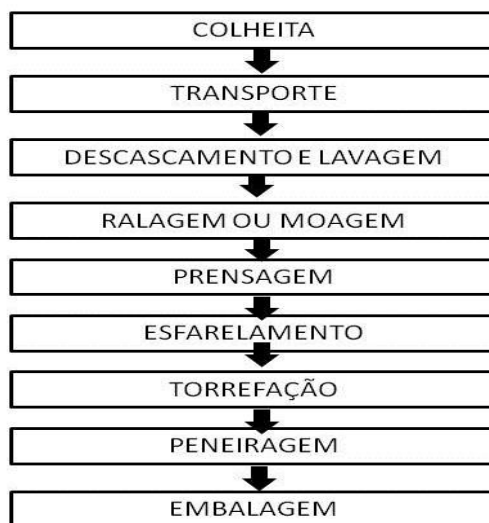 COLHEITA
TRANSPORTE
DESCASCAMENTO E LAVAGEM
RALAGEM OU MOAGEM
PRENSAGEM
ESFARELAMENTO
TORREFAÇÃO
PENEIRAGEM
EMBALAGEM